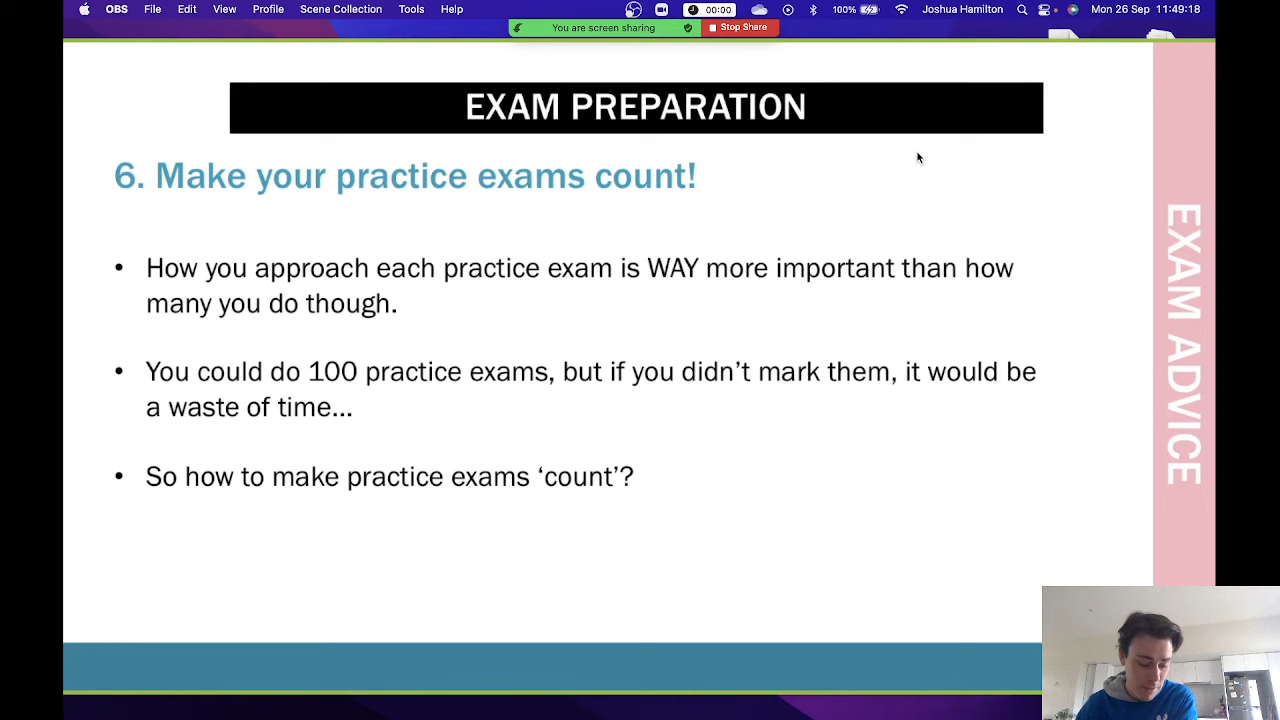 OBS File Edit View Profile Scene Collection Tools Help 00:00 100% Joshua Hamilton Mon 26 Sep 11:49:18
You are screen sharing Stop Share
EXAM PREPARATION
6. Make your practice exams count!
• How you approach each practice exam is WAY more important than how
many you do though.
• You could do 100 practice exams, but if you didn’t mark them, it would be
a waste of time...
• So how to make practice exams ‘count’?
EXAM ADVICE